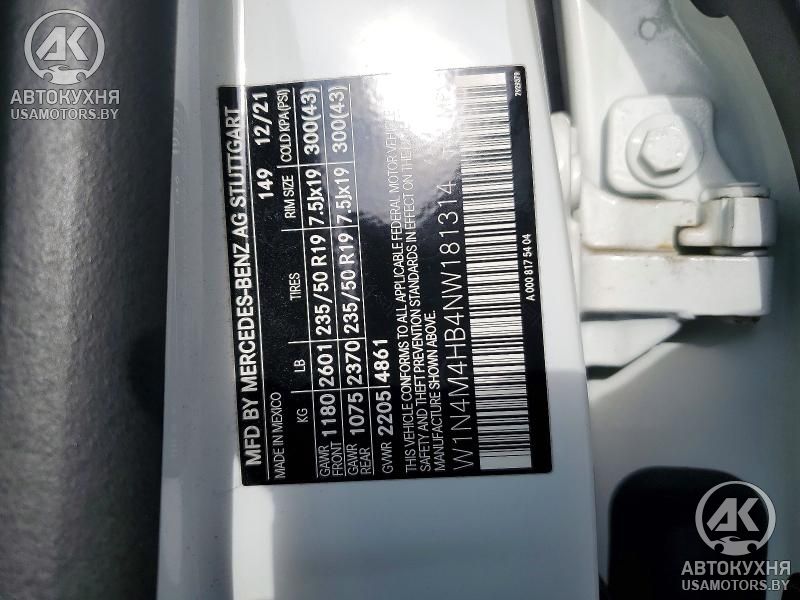 AK
АВТОКУХНЯ
USAMOTORS.BY
MFD BY MERCEDES-BENZ AG STUTTGART
MADE IN MEXICO 149 12/21
KG LB TIRES RIM SIZE COLD KPA(PSI)
GAWR FRONT 1180 2601 235/50 R19 7.5Jx19 300(43)
GAWR REAR 1075 2370 235/50 R19 7.5Jx19 300(43)
GVWR 2205 4861
THIS VEHICLE CONFORMS TO ALL APPLICABLE FEDERAL MOTOR VEHICLE
SAFETY AND THEFT PREVENTION STANDARDS IN EFFECT ON THE
MANUFACTURE SHOWN ABOVE.
W1N4M4HB4NW181314
A 000 817 54 04
AK
АВТОКУХНЯ
USAMOTORS.BY